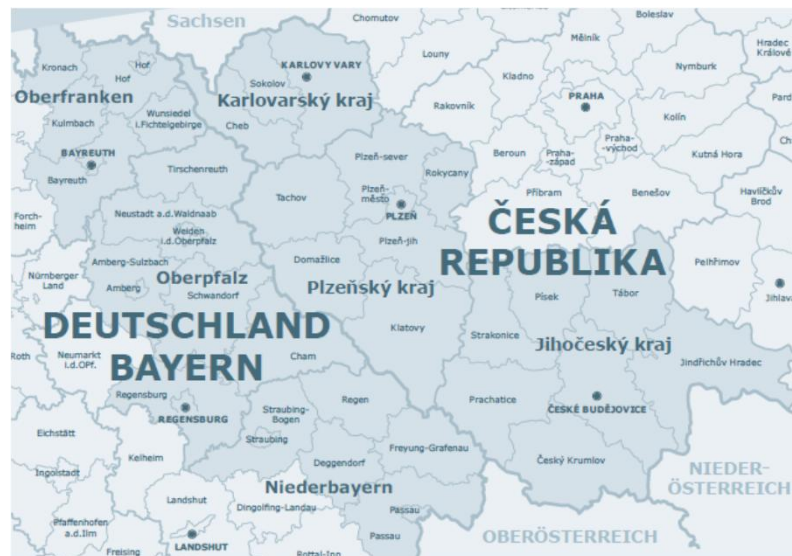 Sachsen
Chomutov
Boleslav
Mělník
Hradec
Králové
Louny
Kronach
Hof
Hof
KARLOVY VARY
Sokolov
Karlovarský kraj
Cheb
Oberfranken
Kladno
Nymburk
PRAHA
Rakovník
Kolín
Kulmbach
Wunsiedel
i.Fichtelgebirge
BAYREUTH
Bayreuth
Tirschenreuth
Plzeň-sever
Rokycany
Plzeň-
město
PLZEŇ
Beroun
Praha-
západ
Praha-
východ
Kutná Hora
Tachov
Příbram
Benešov
Havlíčkův
Brod
Forch-
heim
Neustadt a.d.Waldnaab
Weiden
i.d.Oberpfalz
Plzeň-jih
ČESKÁ
REPUBLIKA
Amberg-Sulzbach
Amberg
Oberpfalz
Schwandorf
Domažlice
Plzeňský kraj
Pelhřimov
Jihlava
Nürnberger
Land
Písek
Tábor
DEUTSCHLAND
BAYERN
Klatovy
Strakonice
Jihočeský kraj
Jindřichův Hradec
Roth
Neumarkt
i.d.OPf.
Cham
Regensburg
REGENSBURG
Regen
Prachatice
ČESKÉ BUDĚJOVICE
Straubing-
Bogen
Straubing
Eichstätt
Kelheim
Freyung-Grafenau
Deggendorf
Český Krumlov
NIEDER-
ÖSTERREICH
Ingolstadt
Niederbayern
Landshut
Dingolfing-Landau
Passau
Passau
Pfaffenhofen
a.d.Ilm
OBERÖSTERREICH
LANDSHUT
Freising
Rottal-Inn